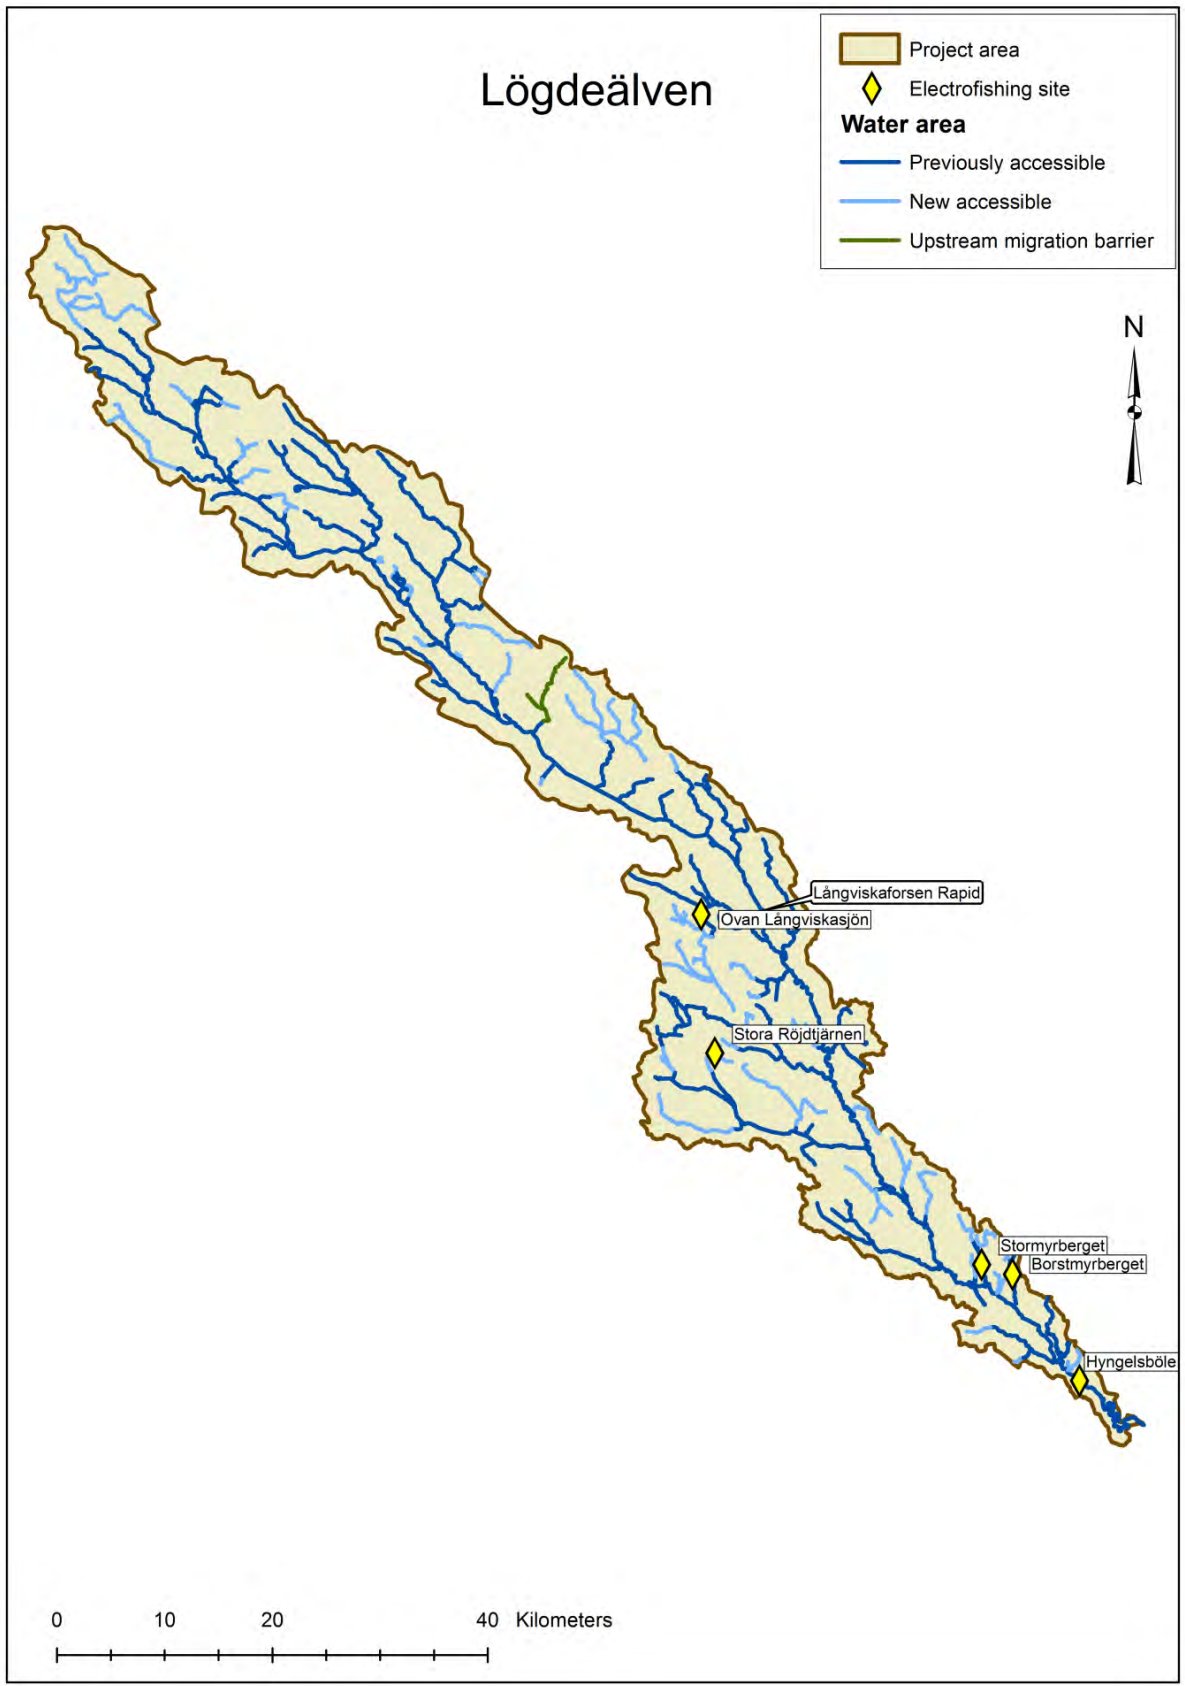 Lögdeälven
Project area
Electrofishing site
Water area
Previously accessible
New accessible
Upstream migration barrier
N
Långviskaforsen Rapid
Ovan Långviskasjön
Stora Röjdtjärnen
Stormyrberget
Borstmyrberget
Hyngelsböle
0 10 20 40 Kilometers